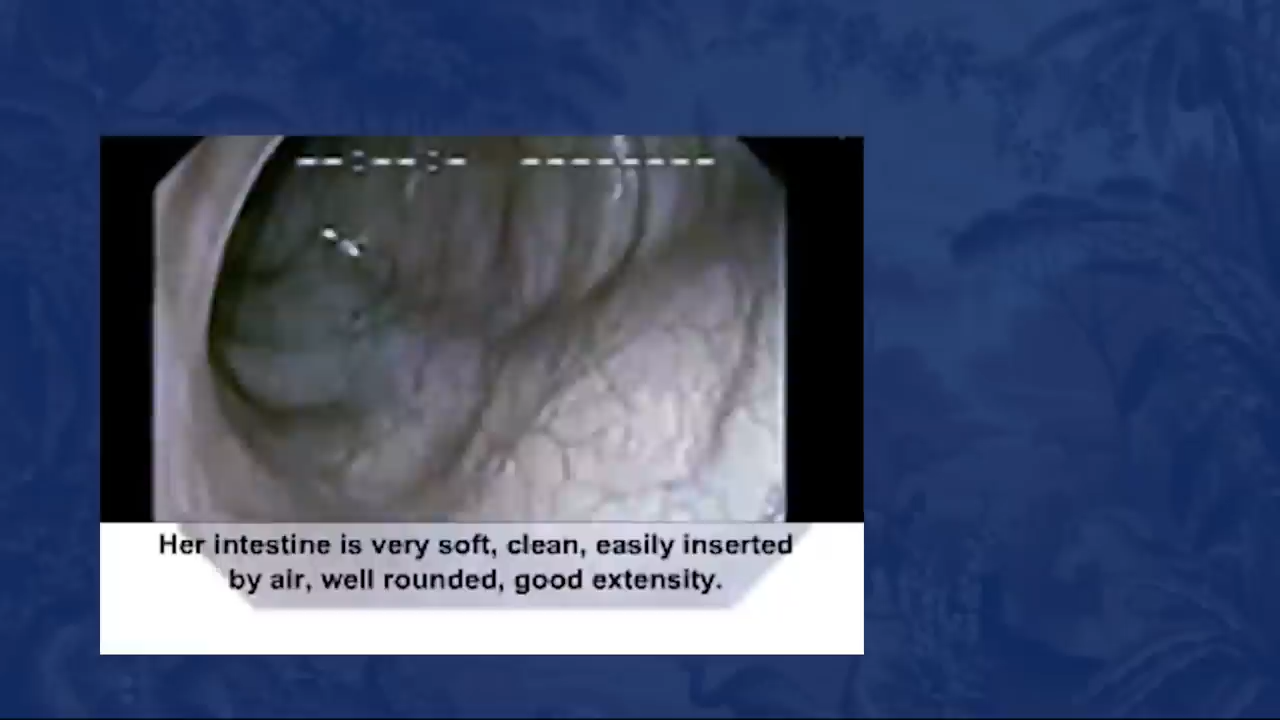 Her intestine is very soft, clean, easily inserted
by air, well rounded, good extensity.